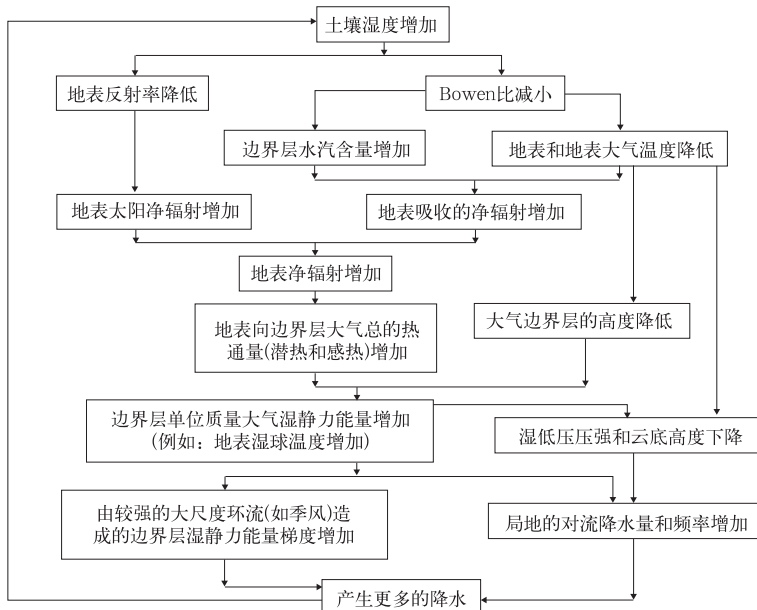 土壤湿度增加
地表反射率降低
Bowen比减小
边界层水汽含量增加
地表和地表大气温度降低
地表太阳净辐射增加
地表吸收的净辐射增加
地表净辐射增加
地表向边界层大气总的热
通量(潜热和感热)增加
大气边界层的高度降低
边界层单位质量大气湿静力能量增加
(例如：地表湿球温度增加)
湿低压压强和云底高度下降
由较强的大尺度环流(如季风)造
成的边界层湿静力能量梯度增加
局地的对流降水量和频率增加
产生更多的降水